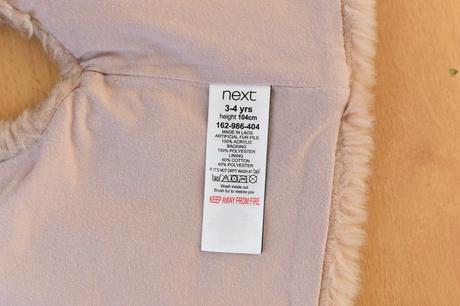 next
3-4 yrs
height 104cm
162-986-404
MADE IN LAOS
ARTIFICIAL FUR PILE
100% ACRYLIC
BACKING
100% POLYESTER
LINING
60% COTTON
40% POLYESTER
IF IT'S NOT DIRTY WASH AT
Wash inside out
Brush fur to restore pile
KEEP AWAY FROM FIRE